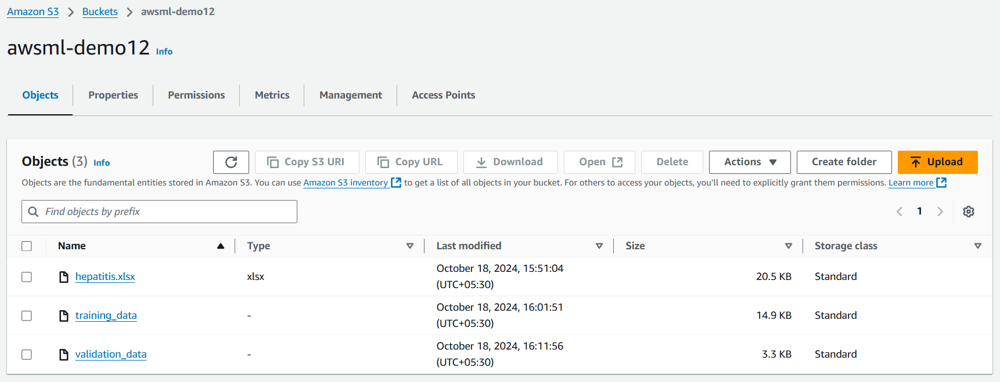 Amazon S3 > Buckets > awsml-demo12
awsml-demo12 Info
Objects Properties Permissions Metrics Management Access Points
Objects (3) Info Copy S3 URI Copy URL Download Open Delete Actions Create folder Upload
Objects are the fundamental entities stored in Amazon S3. You can use Amazon S3 inventory to get a list of all objects in your bucket. For others to access your objects, you’ll need to explicitly grant them permissions. Learn more
Find objects by prefix 1
Name Type Last modified Size Storage class
hepatitis.xlsx xlsx October 18, 2024, 15:51:04 20.5 KB Standard
(UTC+05:30)
training_data - October 18, 2024, 16:01:51 14.9 KB Standard
(UTC+05:30)
validation_data - October 18, 2024, 16:11:56 3.3 KB Standard
(UTC+05:30)